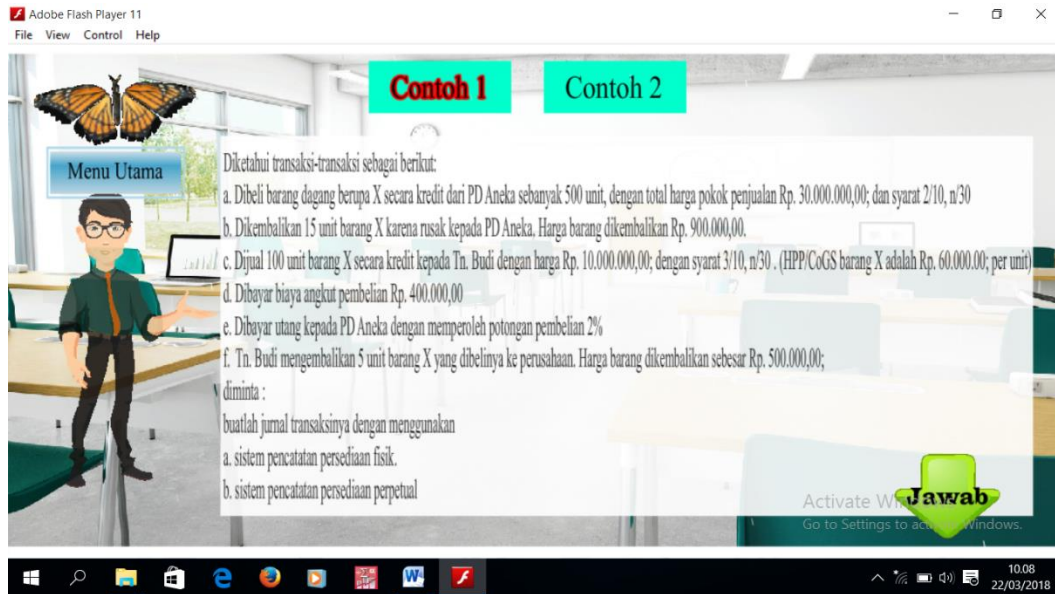 Adobe Flash Player 11
File View Control Help
Contoh 1
Contoh 2
Menu Utama
Diketahui transaksi-transaksi sebagai berikut:
a. Dibeli barang dagang berupa X secara kredit dari PD Aneka sebanyak 500 unit, dengan total harga pokok penjualan Rp. 30.000.000,00; dan syarat 2/10, n/30
b. Dikembalikan 15 unit barang X karena rusak kepada PD Aneka. Harga barang dikembalikan Rp. 900.000,00.
c. Dijual 100 unit barang X secara kredit kepada Tn. Budi dengan harga Rp. 10.000.000,00; dengan syarat 3/10, n/30 . (HPP/CoGS barang X adalah Rp. 60.000.00; per unit)
d. Dibayar biaya angkut pembelian Rp. 400.000,00
e. Dibayar utang kepada PD Aneka dengan memperoleh potongan pembelian 2%
f. Tn. Budi mengembalikan 5 unit barang X yang dibelinya ke perusahaan. Harga barang dikembalikan sebesar Rp. 500.000,00;
diminta :
buatlah jurnal transaksinya dengan menggunakan
a. sistem pencatatan persediaan fisik.
b. sistem pencatatan persediaan perpetual
Jawab
Activate
Go to Settings to Windows.
10.08
22/03/2018